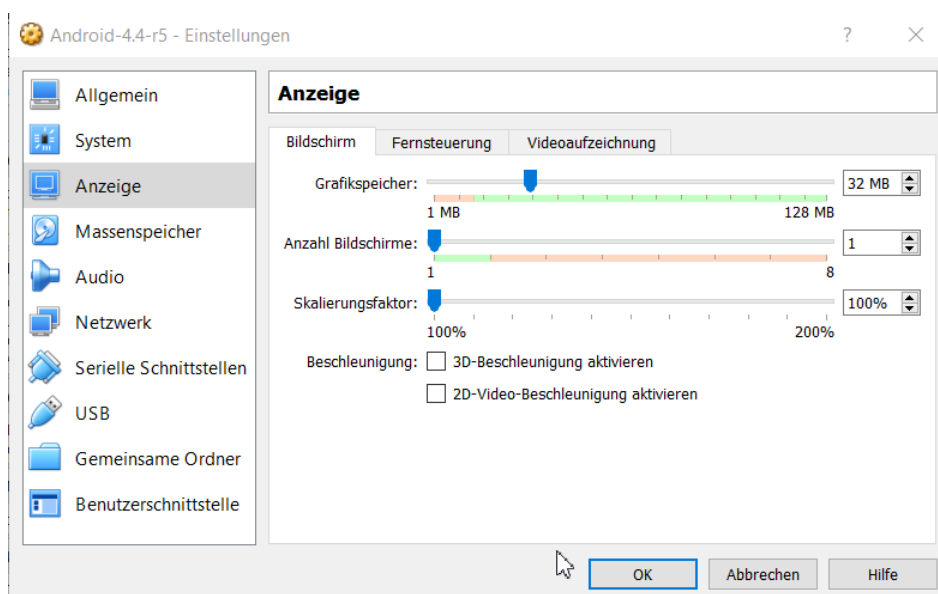 Android-4.4-r5 - Einstellungen
?
Allgemein
System
Anzeige
Massenspeicher
Audio
Netzwerk
Serielle Schnittstellen
USB
Gemeinsame Ordner
Benutzerschnittstelle
Anzeige
Bildschirm Fernsteuerung Videoaufzeichnung
Grafikspeicher: 32 MB
1 MB 128 MB
Anzahl Bildschirme: 1
1 8
Skalierungsfaktor: 100%
100% 200%
Beschleunigung: 3D-Beschleunigung aktivieren
2D-Video-Beschleunigung aktivieren
OK Abbrechen Hilfe